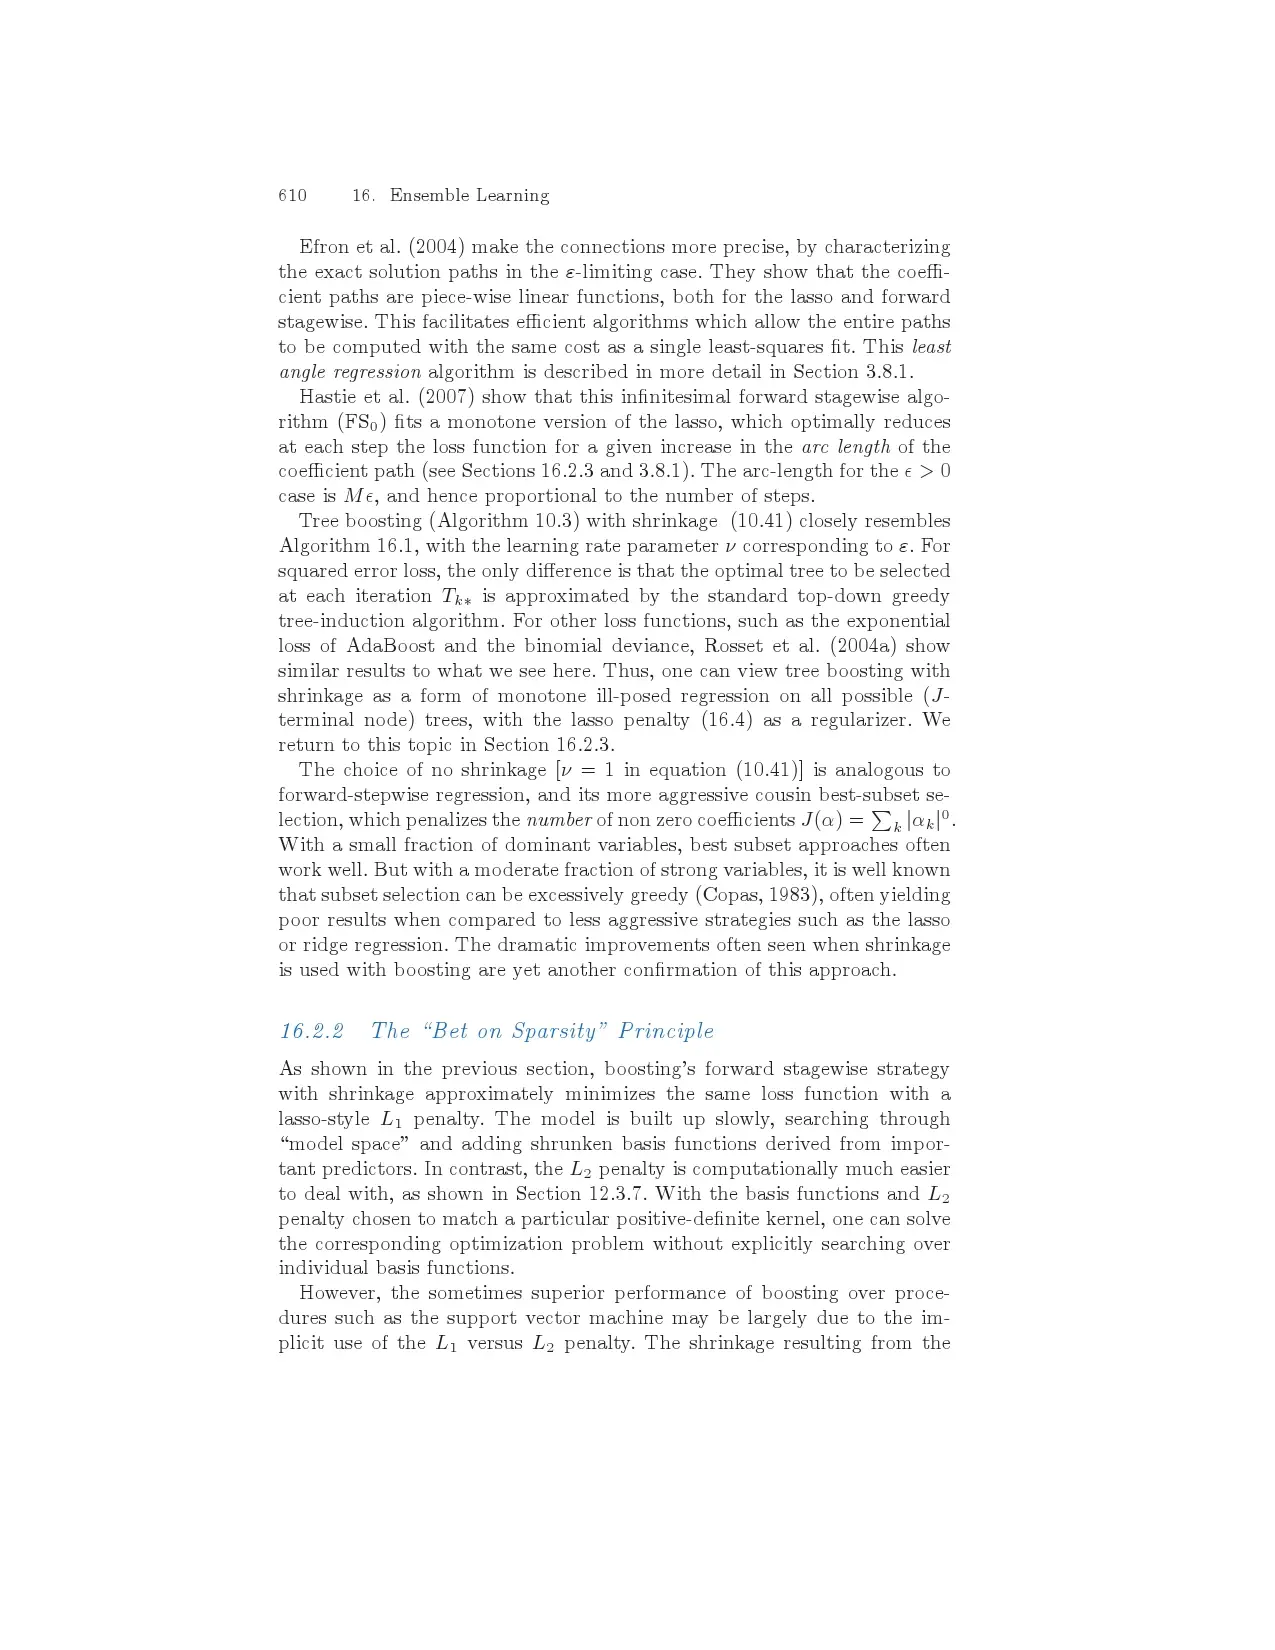 610 16. Ensemble Learning
Efron et al. (2004) make the connections more precise, by characterizing
the exact solution paths in the ε-limiting case. They show that the coeffi-
cient paths are piece-wise linear functions, both for the lasso and forward
stagewise. This facilitates efficient algorithms which allow the entire paths
to be computed with the same cost as a single least-squares fit. This least
angle regression algorithm is described in more detail in Section 3.8.1.
Hastie et al. (2007) show that this infinitesimal forward stagewise algo-
rithm (FS₀) fits a monotone version of the lasso, which optimally reduces
at each step the loss function for a given increase in the arc length of the
coefficient path (see Sections 16.2.3 and 3.8.1). The arc-length for the ϵ > 0
case is Mϵ, and hence proportional to the number of steps.
Tree boosting (Algorithm 10.3) with shrinkage (10.41) closely resembles
Algorithm 16.1, with the learning rate parameter ν corresponding to ε. For
squared error loss, the only difference is that the optimal tree to be selected
at each iteration Tₖ* is approximated by the standard top-down greedy
tree-induction algorithm. For other loss functions, such as the exponential
loss of AdaBoost and the binomial deviance, Rosset et al. (2004a) show
similar results to what we see here. Thus, one can view tree boosting with
shrinkage as a form of monotone ill-posed regression on all possible (J-
terminal node) trees, with the lasso penalty (16.4) as a regularizer. We
return to this topic in Section 16.2.3.
The choice of no shrinkage [ν = 1 in equation (10.41)] is analogous to
forward-stepwise regression, and its more aggressive cousin best-subset se-
lection, which penalizes the number of non zero coefficients J(α) = ∑ₖ |αₖ|⁰.
With a small fraction of dominant variables, best subset approaches often
work well. But with a moderate fraction of strong variables, it is well known
that subset selection can be excessively greedy (Copas, 1983), often yielding
poor results when compared to less aggressive strategies such as the lasso
or ridge regression. The dramatic improvements often seen when shrinkage
is used with boosting are yet another confirmation of this approach.
16.2.2 The “Bet on Sparsity” Principle
As shown in the previous section, boosting’s forward stagewise strategy
with shrinkage approximately minimizes the same loss function with a
lasso-style L₁ penalty. The model is built up slowly, searching through
“model space” and adding shrunken basis functions derived from impor-
tant predictors. In contrast, the L₂ penalty is computationally much easier
to deal with, as shown in Section 12.3.7. With the basis functions and L₂
penalty chosen to match a particular positive-definite kernel, one can solve
the corresponding optimization problem without explicitly searching over
individual basis functions.
However, the sometimes superior performance of boosting over proce-
dures such as the support vector machine may be largely due to the im-
plicit use of the L₁ versus L₂ penalty. The shrinkage resulting from the